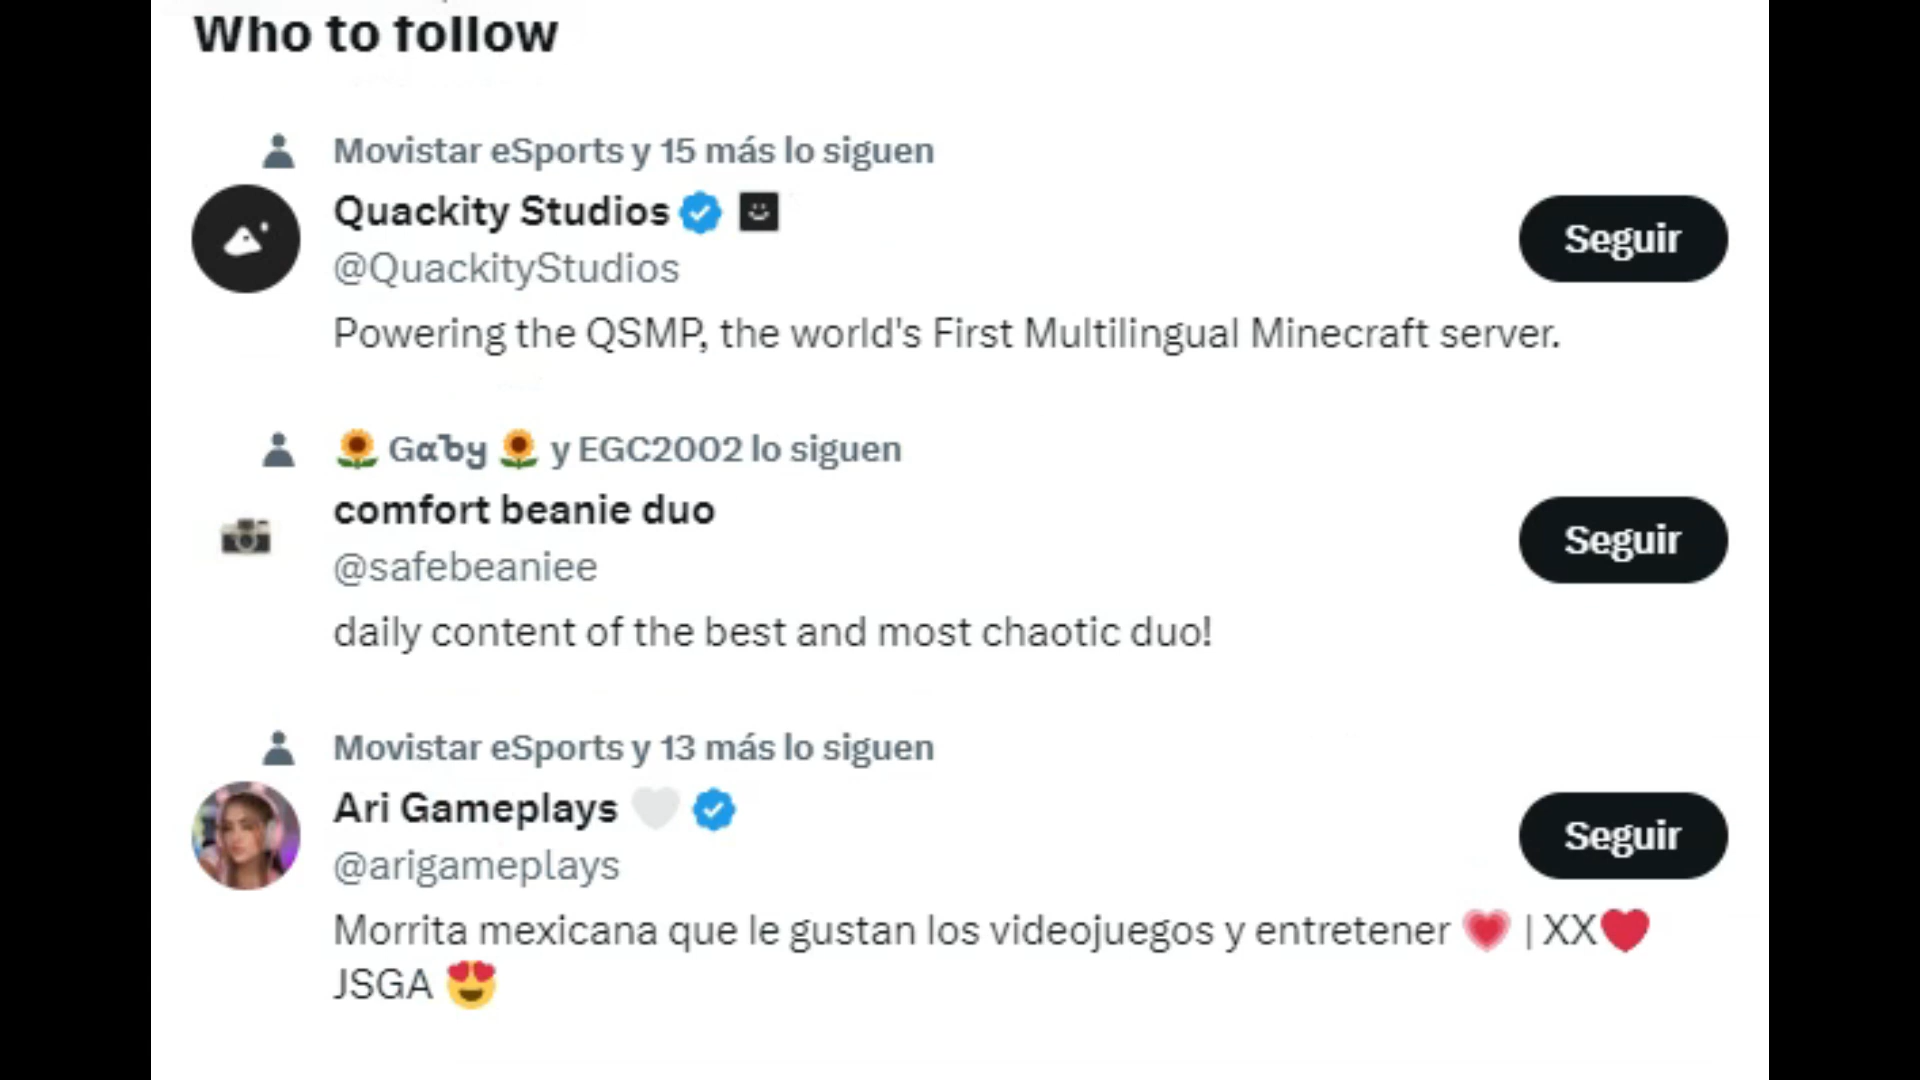 Who to follow
Movistar eSports y 15 más lo siguen
Quackity Studios
@QuackityStudios
Seguir
Powering the QSMP, the world's First Multilingual Minecraft server.
🌻 Gαъy 🌻 y EGC2002 lo siguen
comfort beanie duo
@safebeaniee
Seguir
daily content of the best and most chaotic duo!
Movistar eSports y 13 más lo siguen
Ari Gameplays 🤍
@arigameplays
Seguir
Morrita mexicana que le gustan los videojuegos y entretener 💗 | XX❤️
JSGA 😍